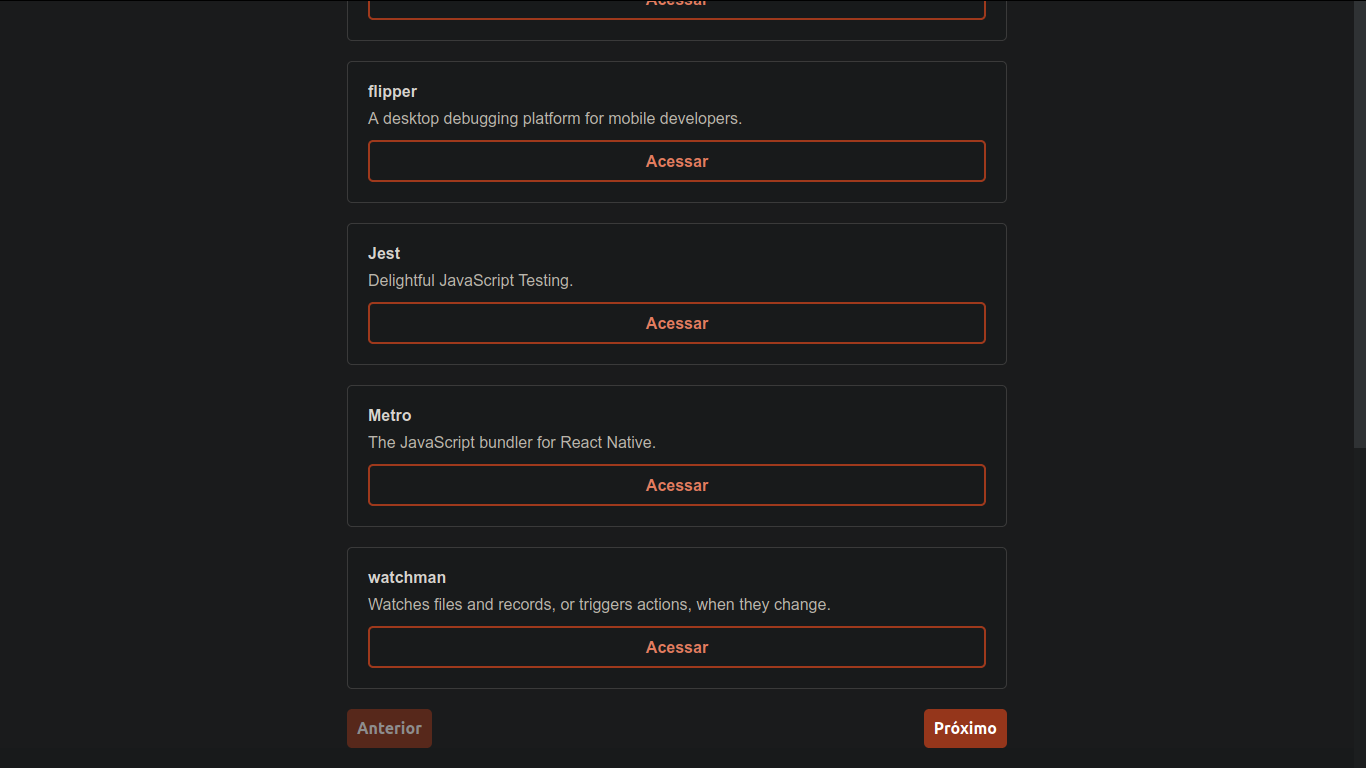 Acessar
flipper
A desktop debugging platform for mobile developers.
Acessar
Jest
Delightful JavaScript Testing.
Acessar
Metro
The JavaScript bundler for React Native.
Acessar
watchman
Watches files and records, or triggers actions, when they change.
Acessar
Anterior Próximo